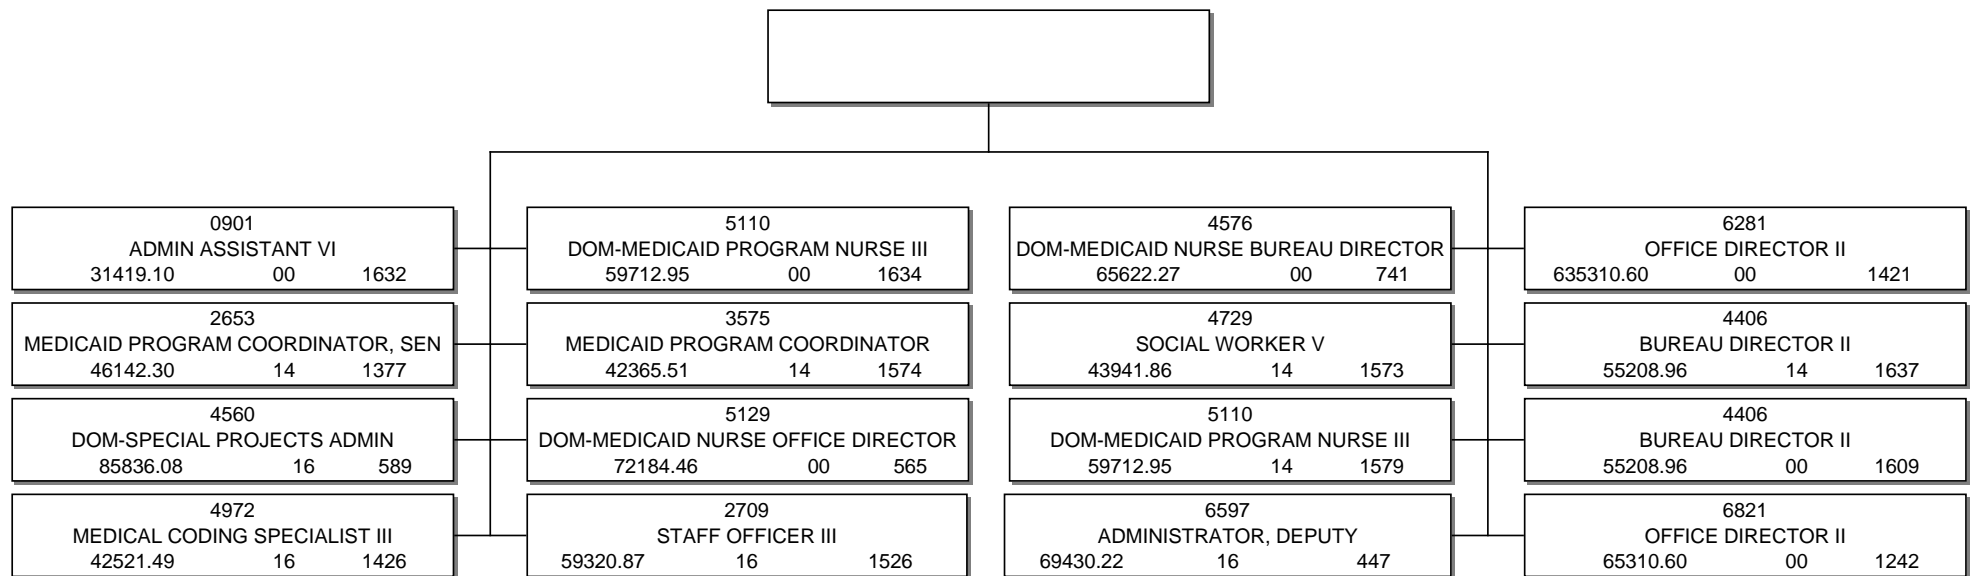 0901
ADMIN ASSISTANT VI
31419.10 00 1632
5110
DOM-MEDICAID PROGRAM NURSE III
59712.95 00 1634
4576
DOM-MEDICAID NURSE BUREAU DIRECTOR
65622.27 00 741
6281
OFFICE DIRECTOR II
635310.60 00 1421
2653
MEDICAID PROGRAM COORDINATOR, SEN
46142.30 14 1377
3575
MEDICAID PROGRAM COORDINATOR
42365.51 14 1574
4729
SOCIAL WORKER V
43941.86 14 1573
4406
BUREAU DIRECTOR II
55208.96 14 1637
4560
DOM-SPECIAL PROJECTS ADMIN
85836.08 16 589
5129
DOM-MEDICAID NURSE OFFICE DIRECTOR
72184.46 00 565
5110
DOM-MEDICAID PROGRAM NURSE III
59712.95 14 1579
4406
BUREAU DIRECTOR II
55208.96 00 1609
4972
MEDICAL CODING SPECIALIST III
42521.49 16 1426
2709
STAFF OFFICER III
59320.87 16 1526
6597
ADMINISTRATOR, DEPUTY
69430.22 16 447
6821
OFFICE DIRECTOR II
65310.60 00 1242